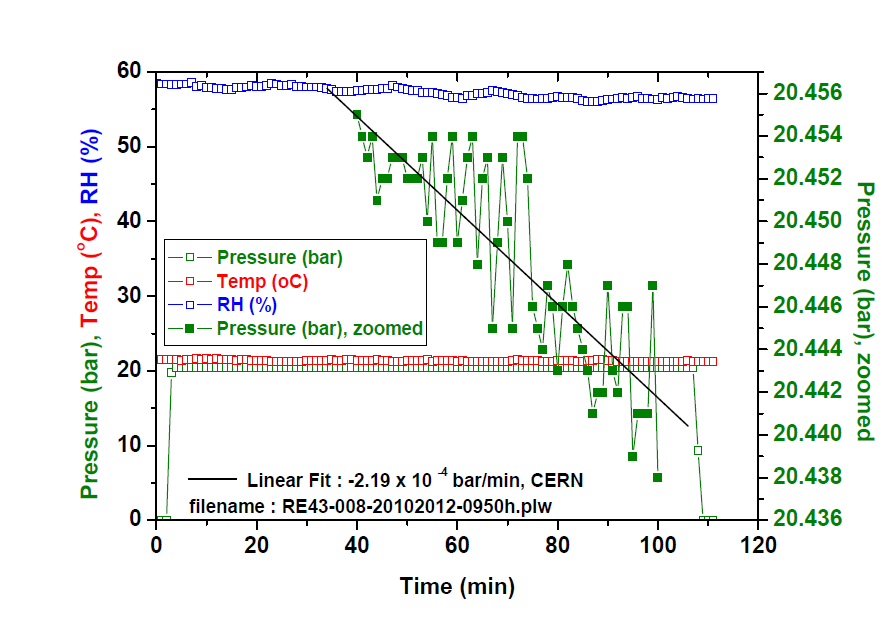 60
50
40
30
20
10
0
Pressure (bar), Temp (°C), RH (%)
20.456
20.454
20.452
20.450
20.448
20.446
20.444
20.442
20.440
20.438
20.436
Pressure (bar), zoomed
Pressure (bar)
Temp (oC)
RH (%)
Pressure (bar), zoomed
Linear Fit : -2.19 x 10 -4 bar/min, CERN
filename : RE43-008-20102012-0950h.plw
0 20 40 60 80 100 120
Time (min)